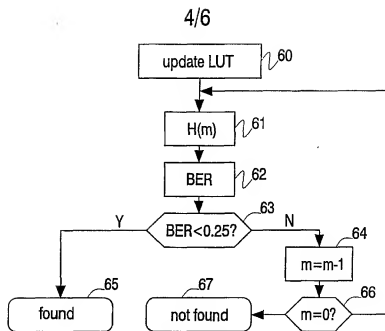 4/6
update LUT
60
H(m)
61
BER
62
BER<0.25?
63
Y
N
m=m-1
64
found
65
not found
67
m=0?
66